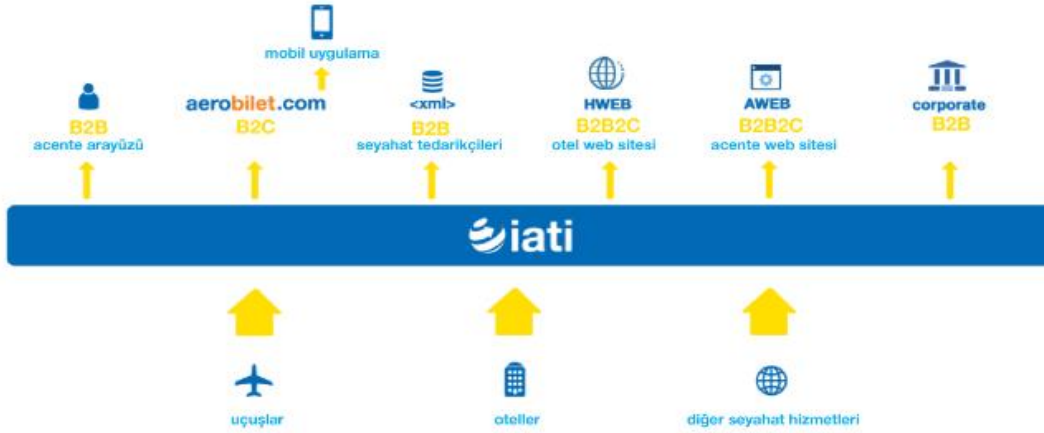 mobil uygulama
B2B
acente arayüzü
aerobilet.com
B2C
<xml>
B2B
seyahat tedarikçileri
HWEB
B2B2C
otel web sitesi
AWEB
B2B2C
acente web sitesi
corporate
B2B
iati
uçuşlar
oteller
diğer seyahat hizmetleri